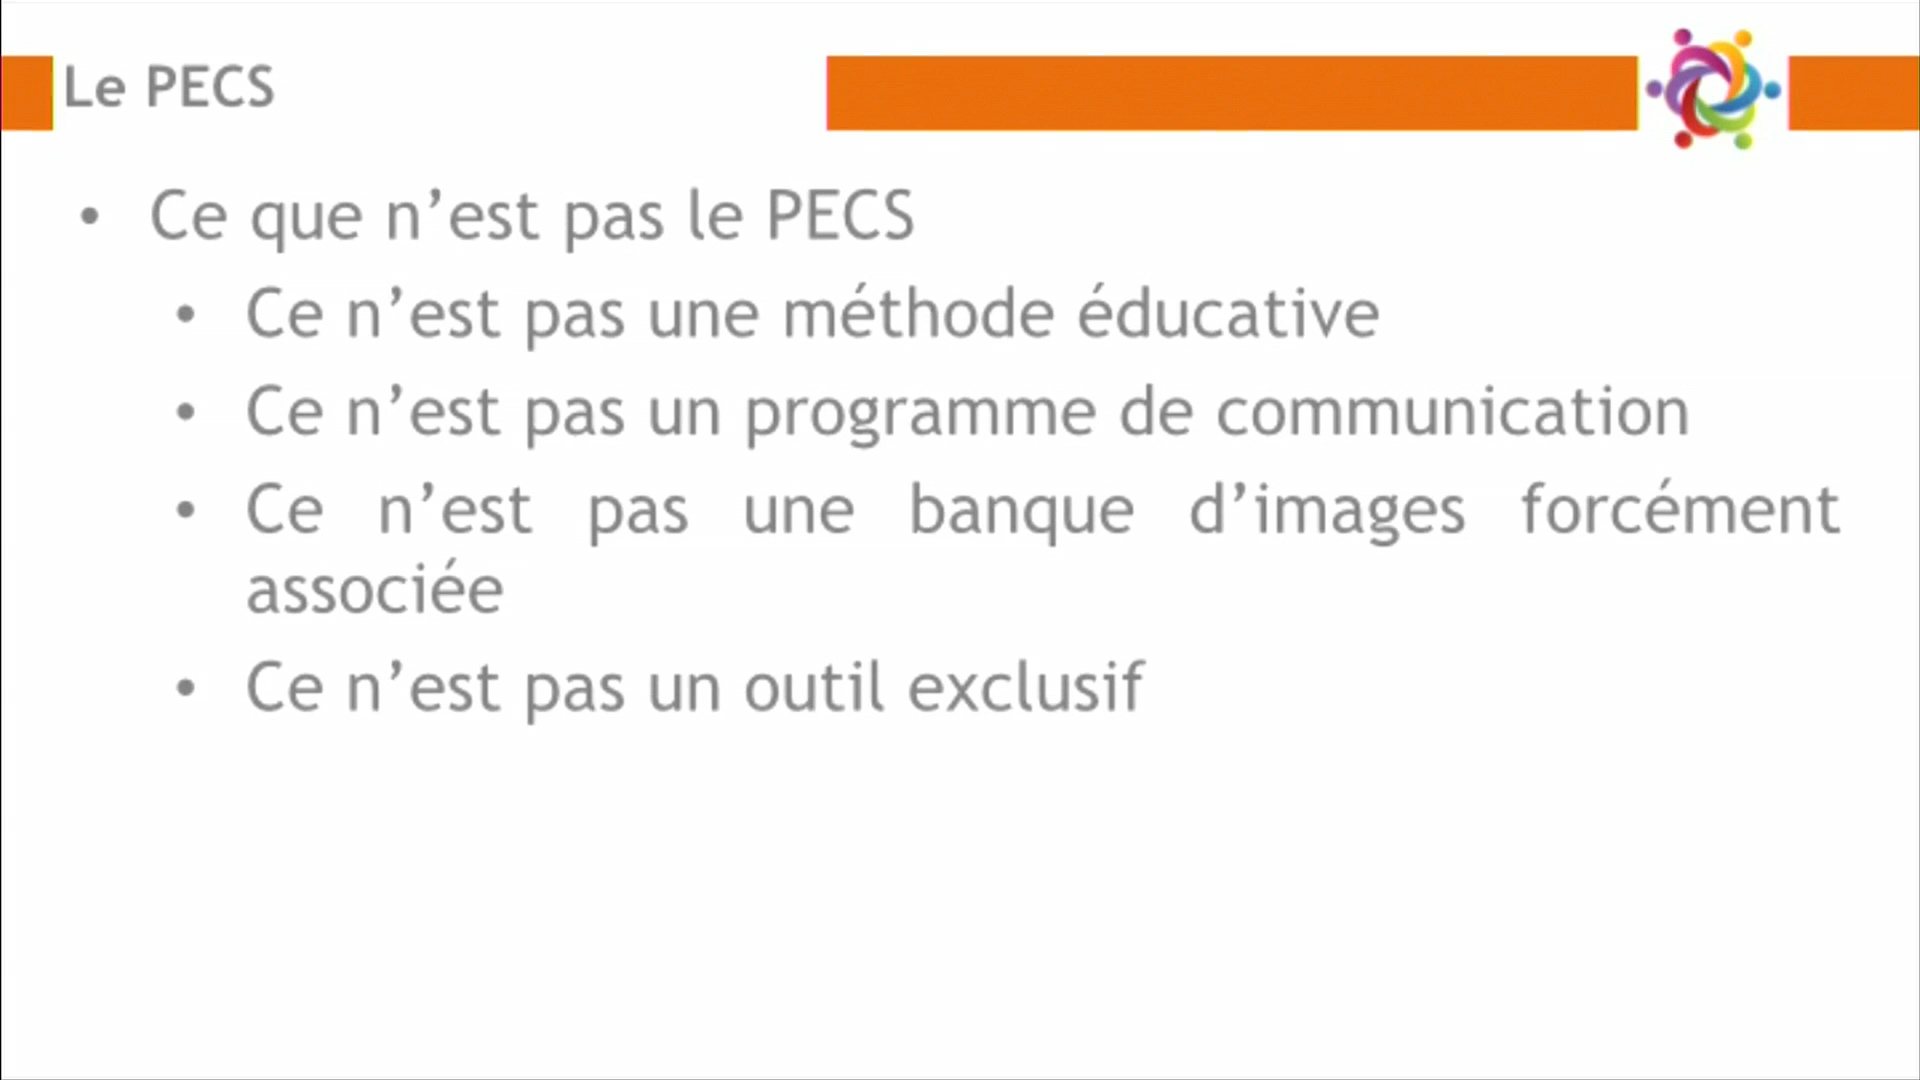 Le PECS
• Ce que n’est pas le PECS
• Ce n’est pas une méthode éducative
• Ce n’est pas un programme de communication
• Ce n’est pas une banque d’images forcément
associée
• Ce n’est pas un outil exclusif